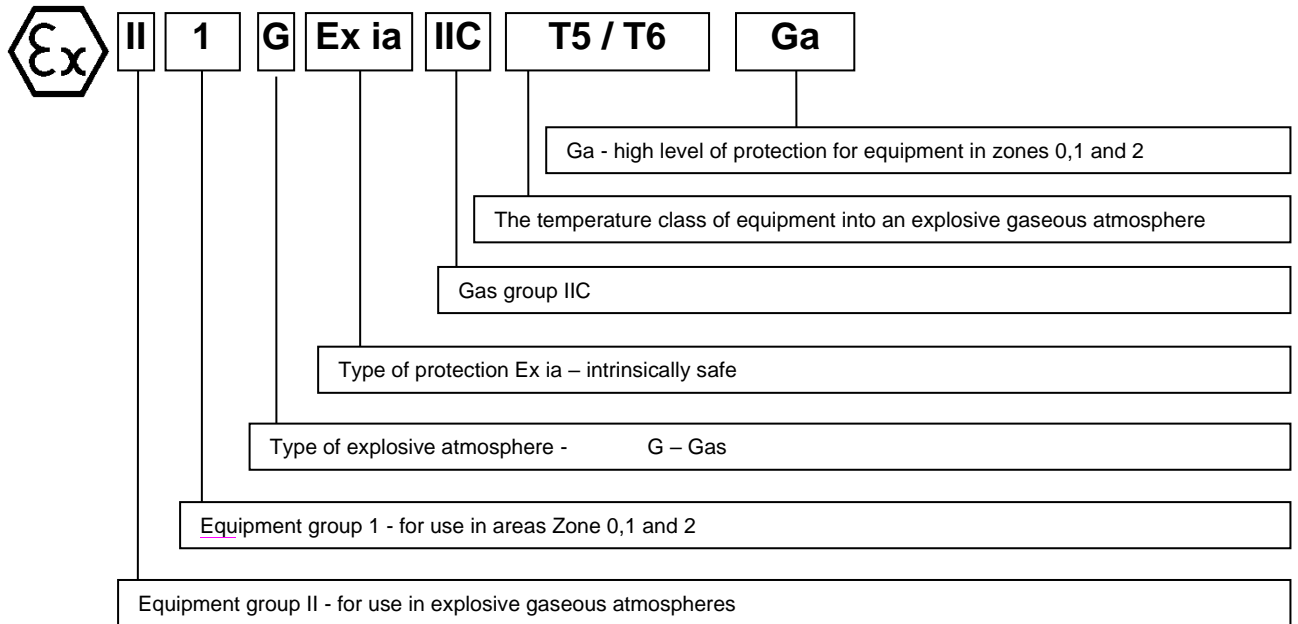 Ex II 1 G Ex ia IIC T5 / T6 Ga
Ga - high level of protection for equipment in zones 0,1 and 2
The temperature class of equipment into an explosive gaseous atmosphere
Gas group IIC
Type of protection Ex ia – intrinsically safe
Type of explosive atmosphere - G – Gas
Equipment group 1 - for use in areas Zone 0,1 and 2
Equipment group II - for use in explosive gaseous atmospheres